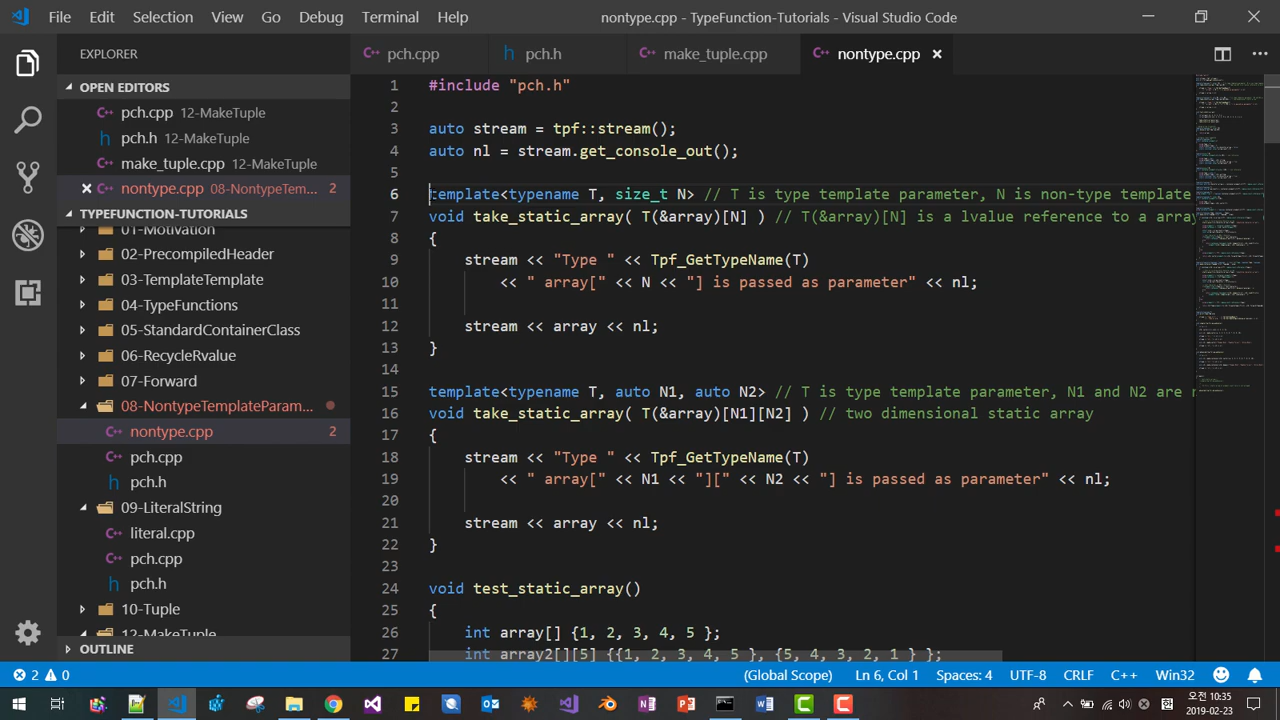 File Edit Selection View Go Debug Terminal Help nontype.cpp - TypeFunction-Tutorials - Visual Studio Code
EXPLORER
OPEN EDITORS
pch.cpp 12-MakeTuple
pch.h 12-MakeTuple
make_tuple.cpp 12-MakeTuple
nontype.cpp 08-NontypeTem... 2
TYPEFUNCTION-TUTORIALS
01-Motivation
02-PrecompiledHeader
03-TemplateTemplate
04-TypeFunctions
05-StandardContainerClass
06-RecycleRvalue
07-Forward
08-NontypeTemplateParam...
nontype.cpp 2
pch.cpp
pch.h
09-LiteralString
literal.cpp
pch.cpp
pch.h
10-Tuple
12-MakeTuple
OUTLINE
pch.cpp pch.h make_tuple.cpp nontype.cpp
1 #include "pch.h"
2
3 auto stream = tpf::stream();
4 auto nl = stream.get_console_out();
5
6 template<typename T, size_t N> // T is type template parameter, N is non-type template
7 void take_static_array( T(&array)[N] ) // T(&array)[N] is lvalue reference to a array
8 {
9 stream << "Type " << Tpf_GetTypeName(T)
10 << " array[" << N << "] is passed as parameter" << nl;
11
12 stream << array << nl;
13 }
14
15 template<typename T, auto N1, auto N2> // T is type template parameter, N1 and N2 are
16 void take_static_array( T(&array)[N1][N2] ) // two dimensional static array
17 {
18 stream << "Type " << Tpf_GetTypeName(T)
19 << " array[" << N1 << "][" << N2 << "] is passed as parameter" << nl;
20
21 stream << array << nl;
22 }
23
24 void test_static_array()
25 {
26 int array[] {1, 2, 3, 4, 5 };
27 int array2[][5] {{1, 2, 3, 4, 5 }, {5, 4, 3, 2, 1 } };
2 0 (Global Scope) Ln 6, Col 1 Spaces: 4 UTF-8 CRLF C++ Win32 2
오전 10:35
2019-02-23